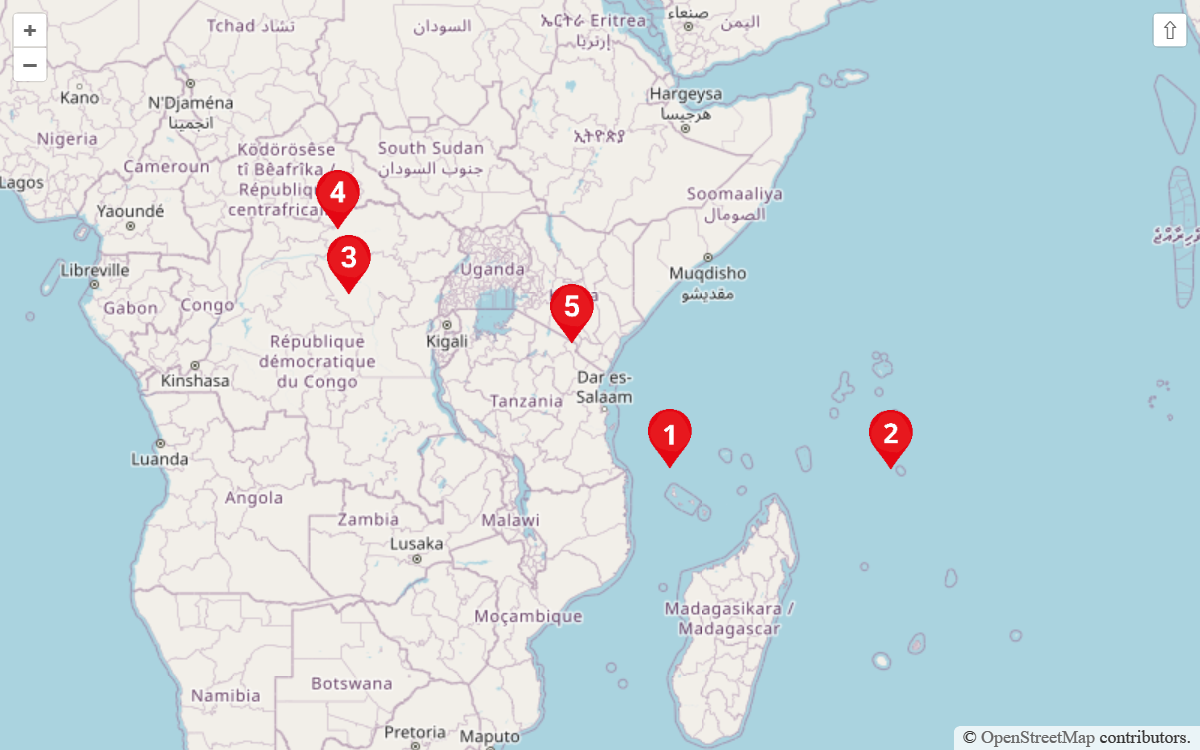 +
−
⇧
Tchad تشاد
السودان
ኤርትራ Eritrea
إرتريا
صنعاء
اليمن
Kano
N'Djaména
انجمينا
Hargeysa
هرجيسا
Nigeria
Cameroun
Ködörösêse
tî Bêafrîka /
Républiq
centrafricai
South Sudan
جنوب السودان
ኢትዮጵያ
Lagos
Yaoundé
Soomaaliya
الصومال
4
3
Libreville
Gabon
Congo
Uganda
Muqdisho
مقديشو
5
Kigali
République
démocratique
du Congo
Kinshasa
Tanzania
Dar es-
Salaam
1
2
Luanda
Angola
Zambia
Malawi
Lusaka
Moçambique
Madagasikara /
Madagascar
Namibia
Botswana
Pretoria
Maputo
© OpenStreetMap contributors.